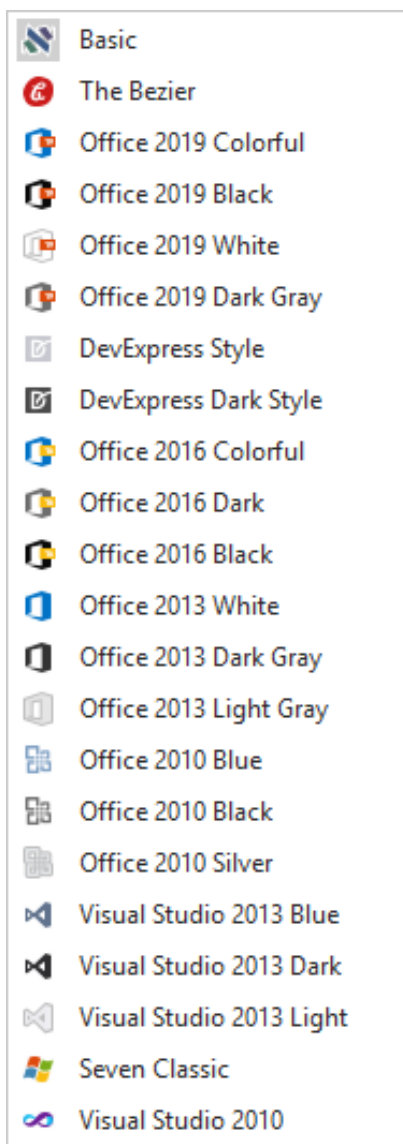 Basic
The Bezier
Office 2019 Colorful
Office 2019 Black
Office 2019 White
Office 2019 Dark Gray
DevExpress Style
DevExpress Dark Style
Office 2016 Colorful
Office 2016 Dark
Office 2016 Black
Office 2013 White
Office 2013 Dark Gray
Office 2013 Light Gray
Office 2010 Blue
Office 2010 Black
Office 2010 Silver
Visual Studio 2013 Blue
Visual Studio 2013 Dark
Visual Studio 2013 Light
Seven Classic
Visual Studio 2010